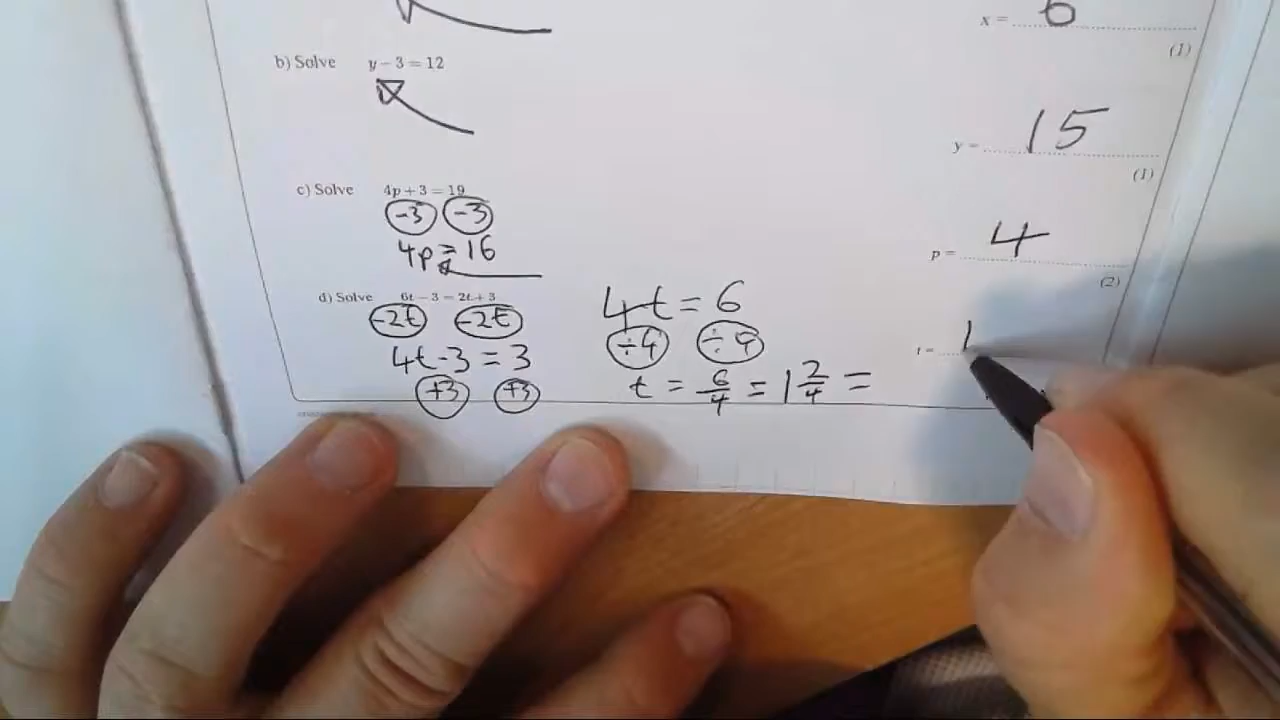 x = 6
(1)
b) Solve y − 3 = 12
y = 15
(1)
c) Solve 4p + 3 = 19
−3 −3
4p = 16
p = 4
(2)
d) Solve 6t − 3 = 2t + 3
−2t −2t
4t - 3 = 3
+3 +3
4t = 6
÷4 ÷4
t = 6/4 = 1 2/4 =
t = 1